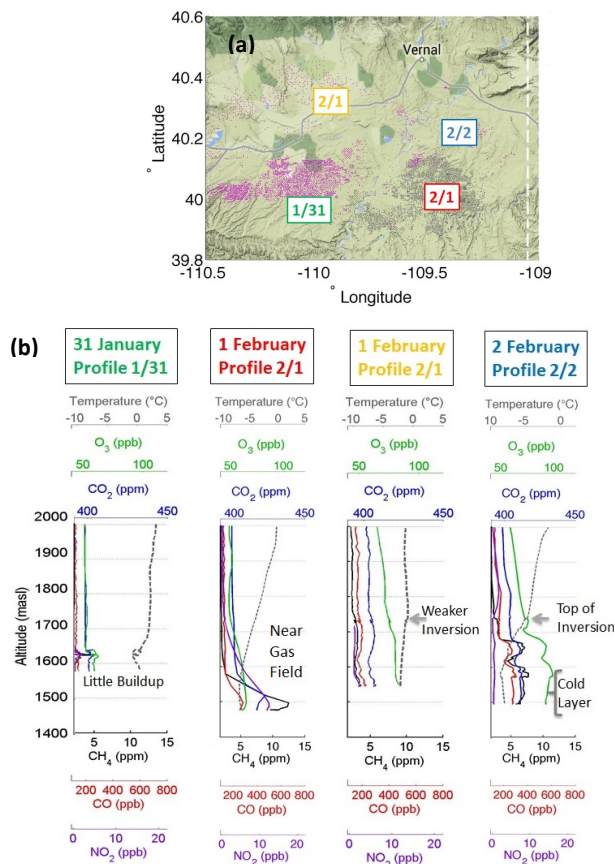 (a)
40.6
40.4
40.2
40
39.8
° Latitude
Vernal
2/1
2/2
1/31
2/1
-110.5
-110
-109.5
-109
° Longitude
(b)
31 January
Profile 1/31
1 February
Profile 2/1
1 February
Profile 2/1
2 February
Profile 2/2
Temperature (°C)
-10 -5 0 5
O3 (ppb)
50 100
CO2 (ppm)
400 450
Temperature (°C)
-10 -5 0 5
O3 (ppb)
50 100
CO2 (ppm)
400 450
Temperature (°C)
-10 -5 0 5
O3 (ppb)
50 100
CO2 (ppm)
400 450
Temperature (°C)
-10 -5 0 5
O3 (ppb)
50 100
CO2 (ppm)
400 450
Altitude (masl)
2000
1900
1800
1700
1600
1500
1400
Little Buildup
Near
Gas
Field
Weaker
Inversion
Top of
Inversion
Cold
Layer
5 10 15
CH4 (ppm)
200 400 600 800
CO (ppb)
0 10 20
NO2 (ppb)
5 10 15
CH4 (ppm)
200 400 600 800
CO (ppb)
0 10 20
NO2 (ppb)
5 10 15
CH4 (ppm)
200 400 600 800
CO (ppb)
0 10 20
NO2 (ppb)
5 10 15
CH4 (ppm)
200 400 600 800
CO (ppb)
0 10 20
NO2 (ppb)